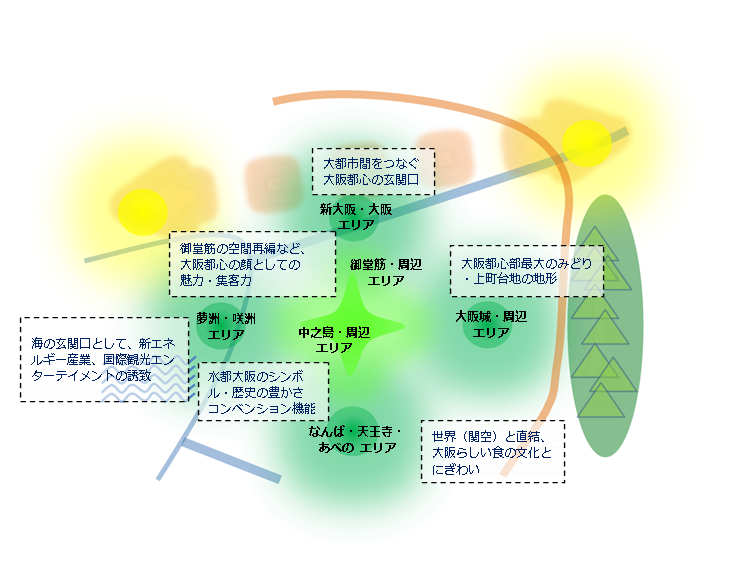 大都市間をつなぐ
大阪都心の玄関口
新大阪・大阪
エリア
御堂筋の空間再編など、
大阪都心の顔としての
魅力・集客力
御堂筋・周辺
エリア
大阪都心部最大のみどり
・上町台地の地形
夢洲・咲洲
エリア
中之島・周辺
エリア
大阪城・周辺
エリア
海の玄関口として、新エネ
ルギー産業、国際観光エン
ターテイメントの誘致
水都大阪のシンボ
ル・歴史の豊かさ
コンベンション機能
なんば・天王寺・
あべの エリア
世界（関空）と直結、
大阪らしい食の文化と
にぎわい